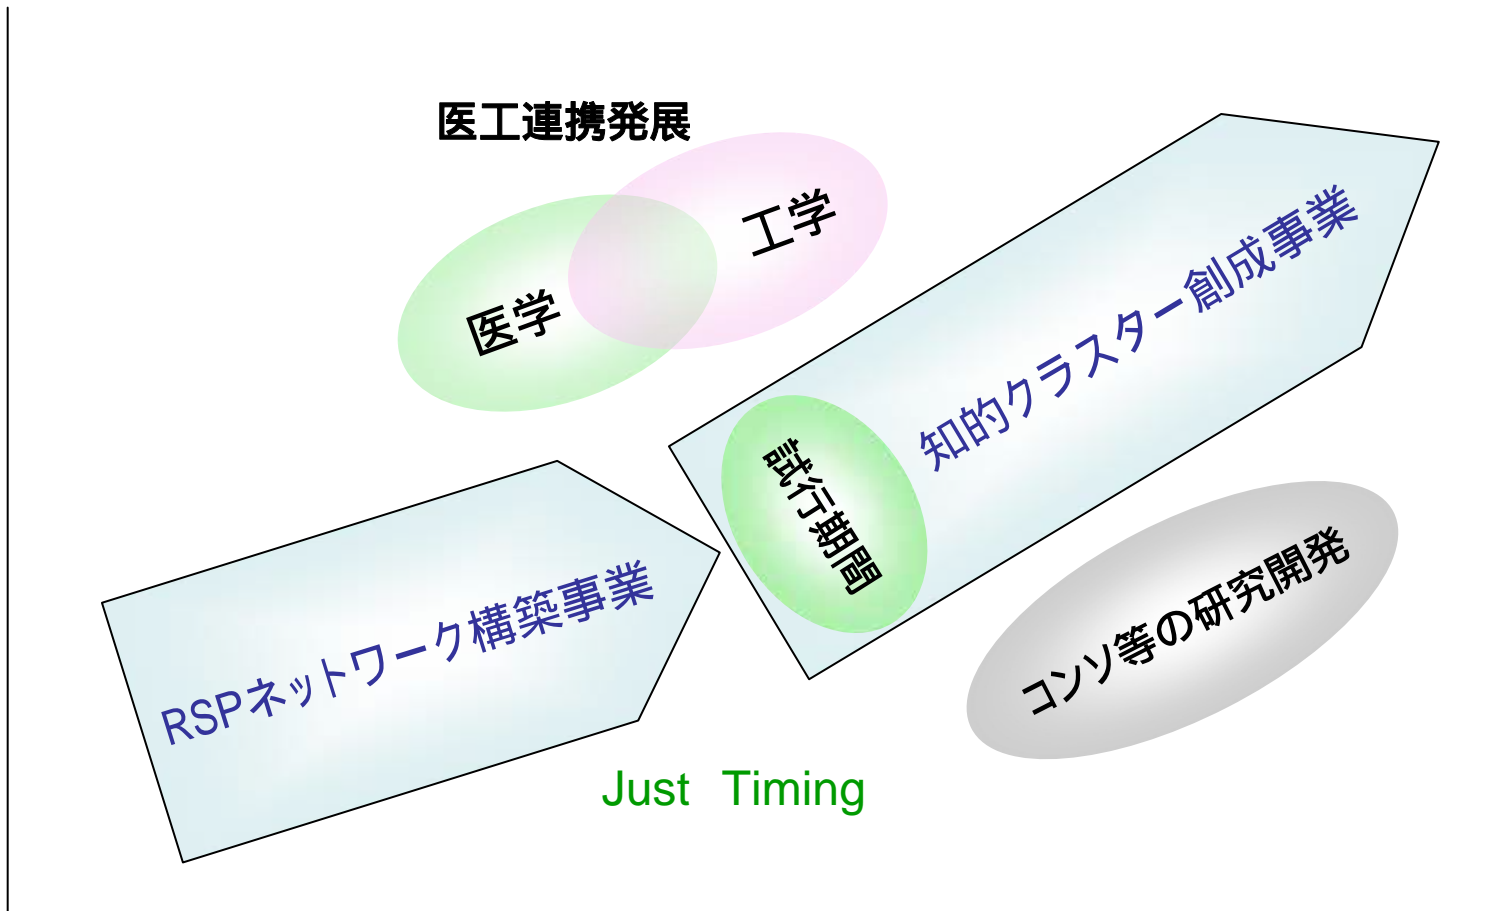 医工連携発展
工学
医学
知的クラスター創成事業
試行期間
コンソ等の研究開発
RSPネットワーク構築事業
Just Timing